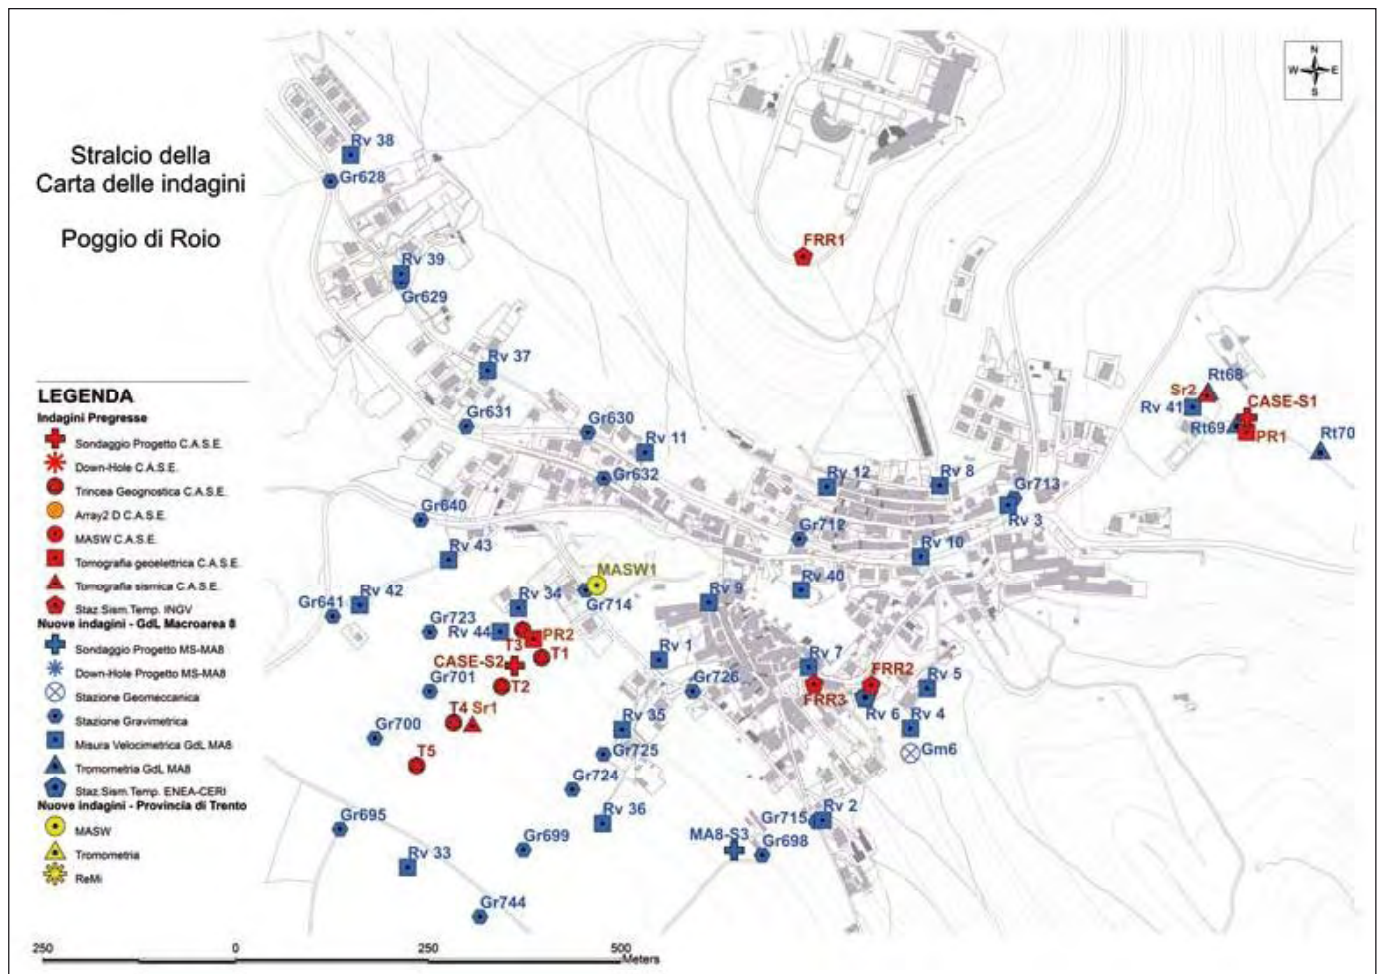 Stralcio della
Carta delle indagini
Poggio di Roio
N
W E
S
Rv 38
Gr628
FRR1
Rv 39
Gr629
Rv 37
Rt68
Sr2
CASE-S1
Rv 41
Gr631
Gr630
Rt69
PR1
Rt70
Rv 11
Gr632
Rv 12
Rv 8
Gr713
Gr640
Rv 3
Gr712
Rv 43
Rv 10
MASW1
Rv 42
Rv 34
Gr714
Rv 9
Rv 40
Gr641
Gr723
Rv 44
T3
PR2
T1
CASE-S2
Rv 1
Rv 7
FRR2
Gr701
T2
Gr726
FRR3
Rv 5
Rv 6
Rv 4
T4
Sr1
Gr700
Rv 35
Gm6
T5
Gr725
Gr724
Gr695
Rv 36
Gr715
Rv 2
MA8-S3
Gr699
Gr698
Rv 33
Gr744
LEGENDA
Indagini Pregresse
Sondaggio Progetto C.A.S.E.
Down-Hole C.A.S.E.
Trincea Geognostica C.A.S.E.
Array2 D C.A.S.E.
MASW C.A.S.E.
Tomografia geoelettrica C.A.S.E.
Tomografia sismica C.A.S.E.
Staz.Sism.Temp. INGV
Nuove indagini - GdL Macroarea 8
Sondaggio Progetto MS-MA8
Down-Hole Progetto MS-MA8
Stazione Geomeccanica
Stazione Gravimetrica
Misura Velocimetrica GdL MA8
Tromometria GdL MA8
Staz.Sism.Temp. ENEA-CERI
Nuove indagini - Provincia di Trento
MASW
Tromometria
ReMi
250 0 250 500
Meters